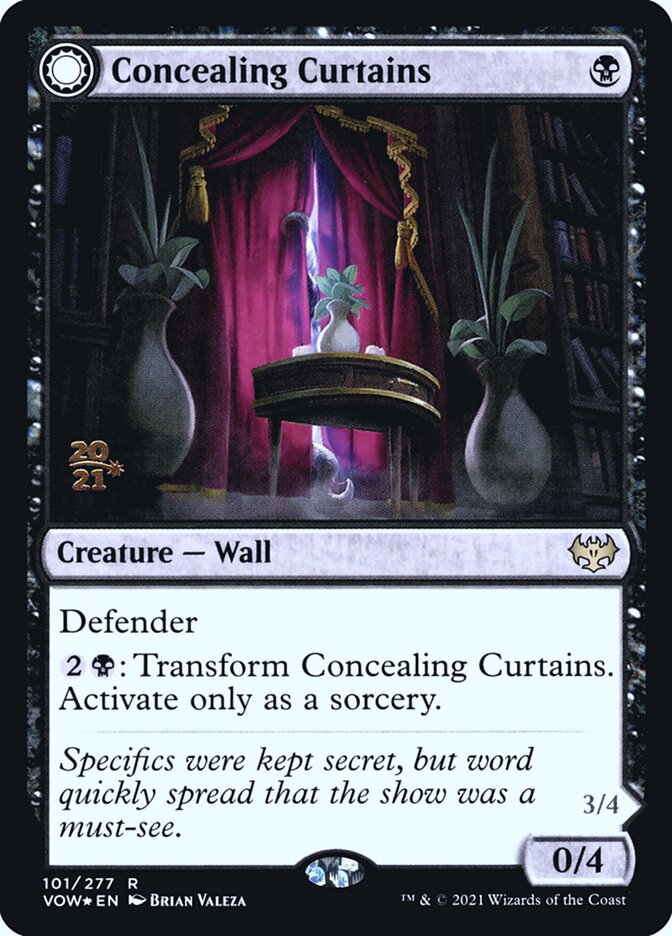 Concealing Curtains
20
21
Creature — Wall
Defender
2 : Transform Concealing Curtains.
Activate only as a sorcery.
Specifics were kept secret, but word
quickly spread that the show was a
must-see.
3/4
0/4
101/277 R
VOW★EN Brian Valeza
™ & © 2021 Wizards of the Coast